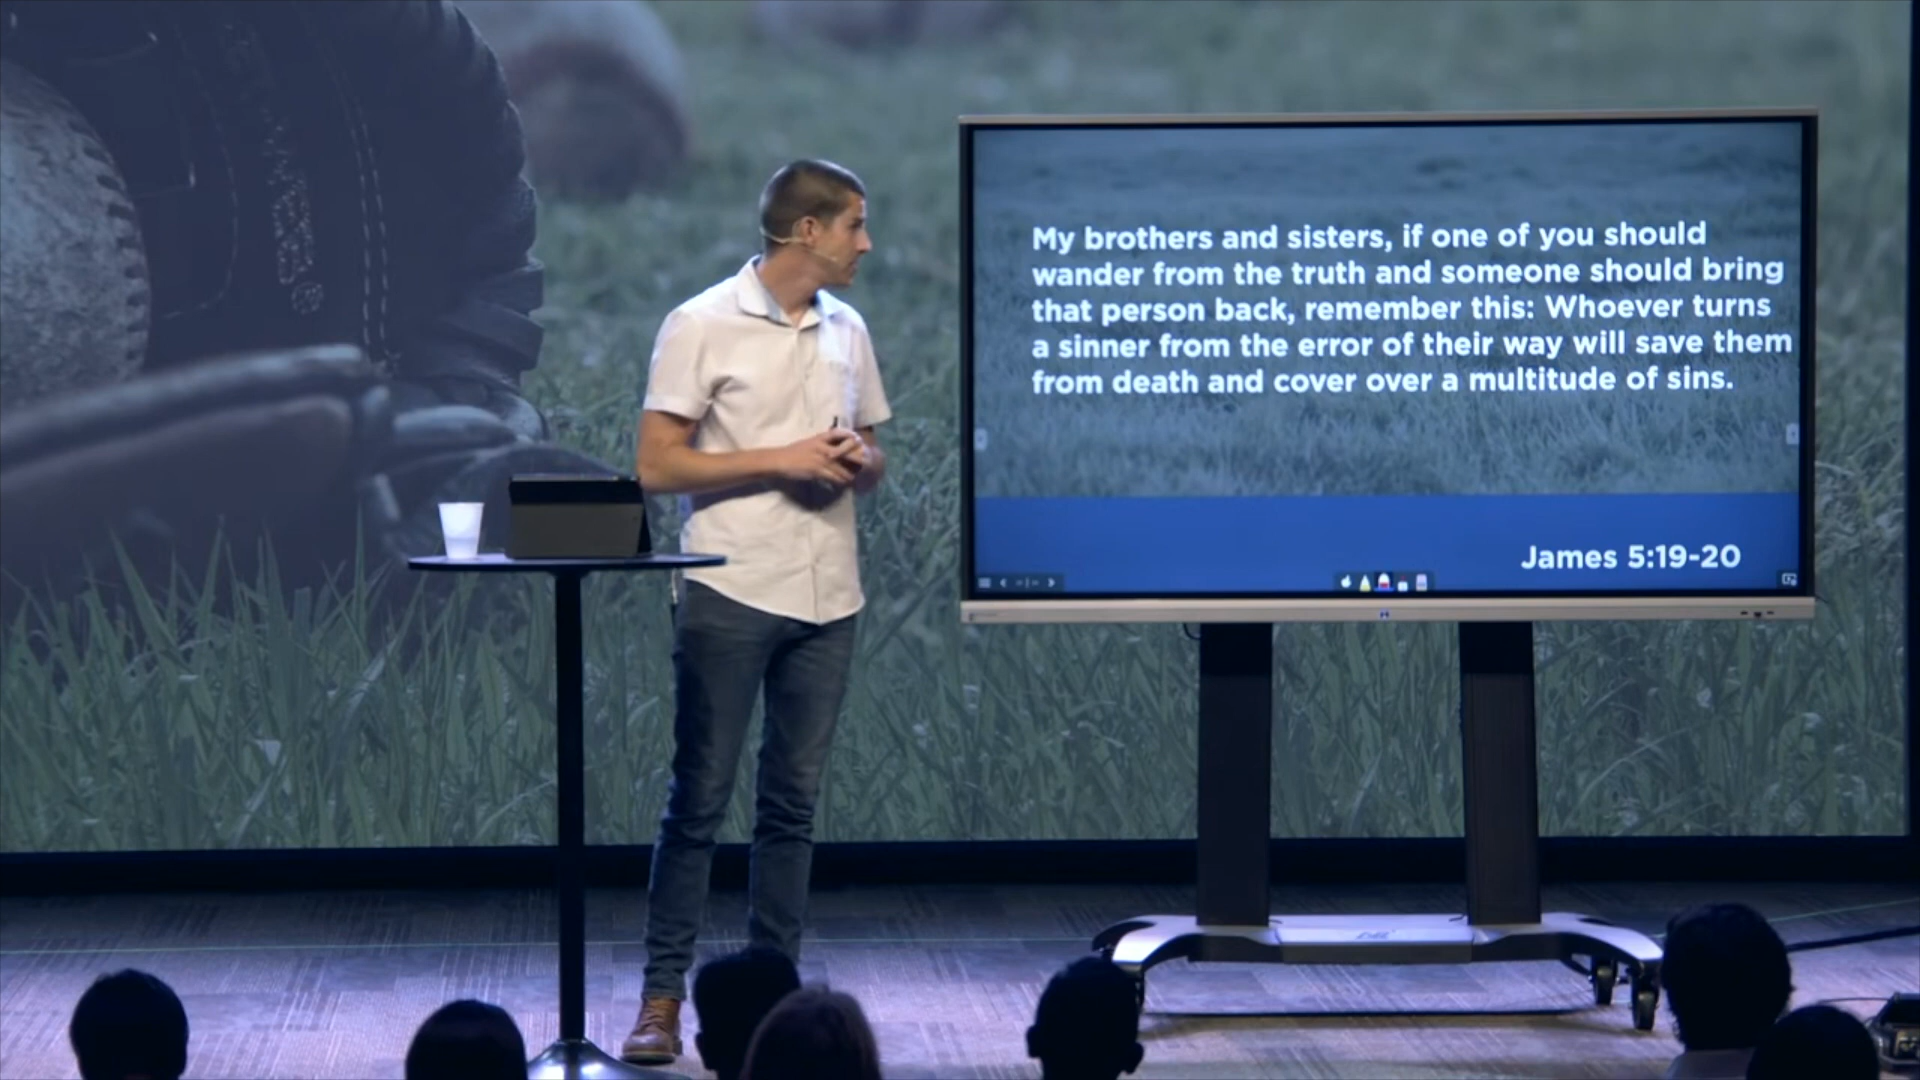 My brothers and sisters, if one of you should
wander from the truth and someone should bring
that person back, remember this: Whoever turns
a sinner from the error of their way will save them
from death and cover over a multitude of sins.
James 5:19-20